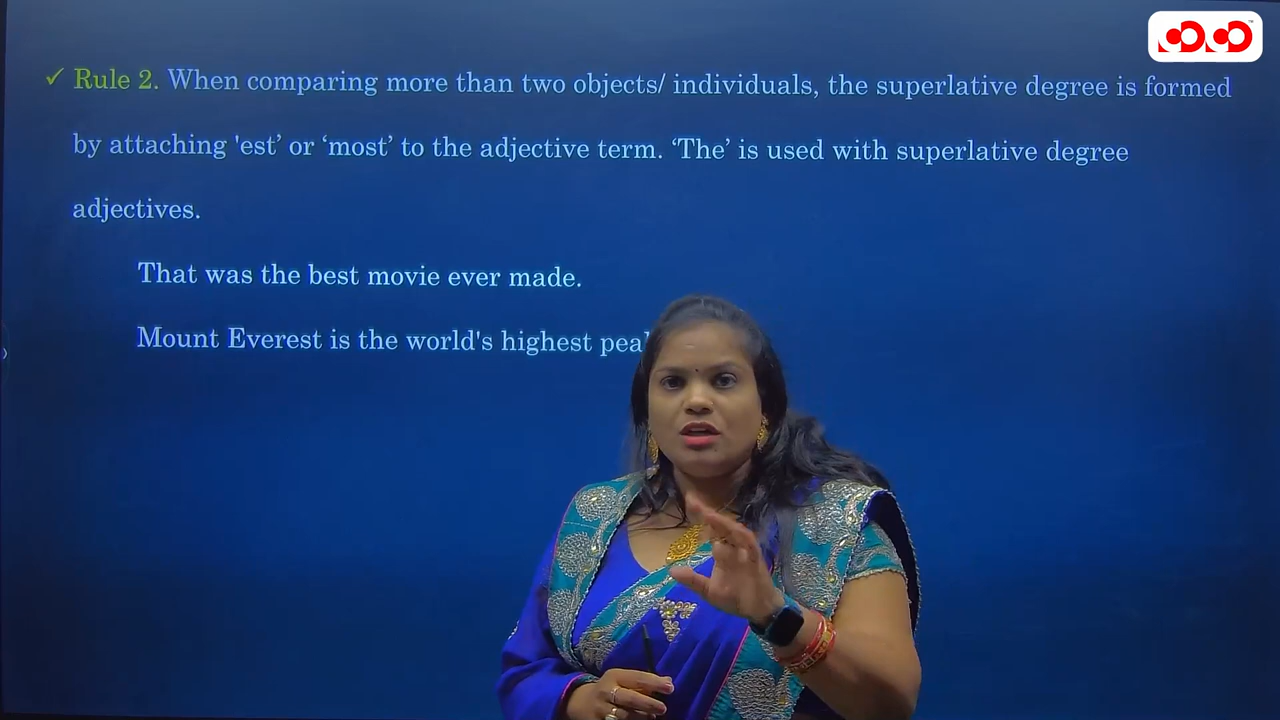 ✓ Rule 2. When comparing more than two objects/ individuals, the superlative degree is formed
by attaching 'est’ or ‘most’ to the adjective term. ‘The’ is used with superlative degree
adjectives.
That was the best movie ever made.
Mount Everest is the world's highest